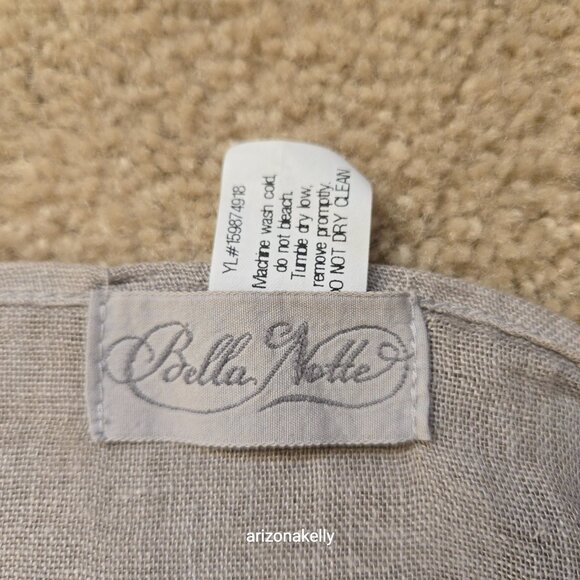 YL#159874918
Machine wash cold,
do not bleach.
Tumble dry low,
remove promptly.
DO NOT DRY CLEAN
Bella Notte
arizonakelly